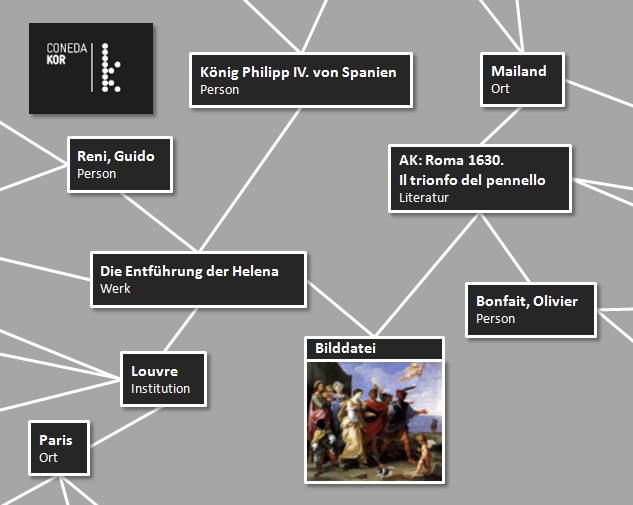 CONEDA
KOR
König Philipp IV. von Spanien
Person
Mailand
Ort
Reni, Guido
Person
AK: Roma 1630.
Il trionfo del pennello
Literatur
Die Entführung der Helena
Werk
Bonfait, Olivier
Person
Bilddatei
Louvre
Institution
Paris
Ort